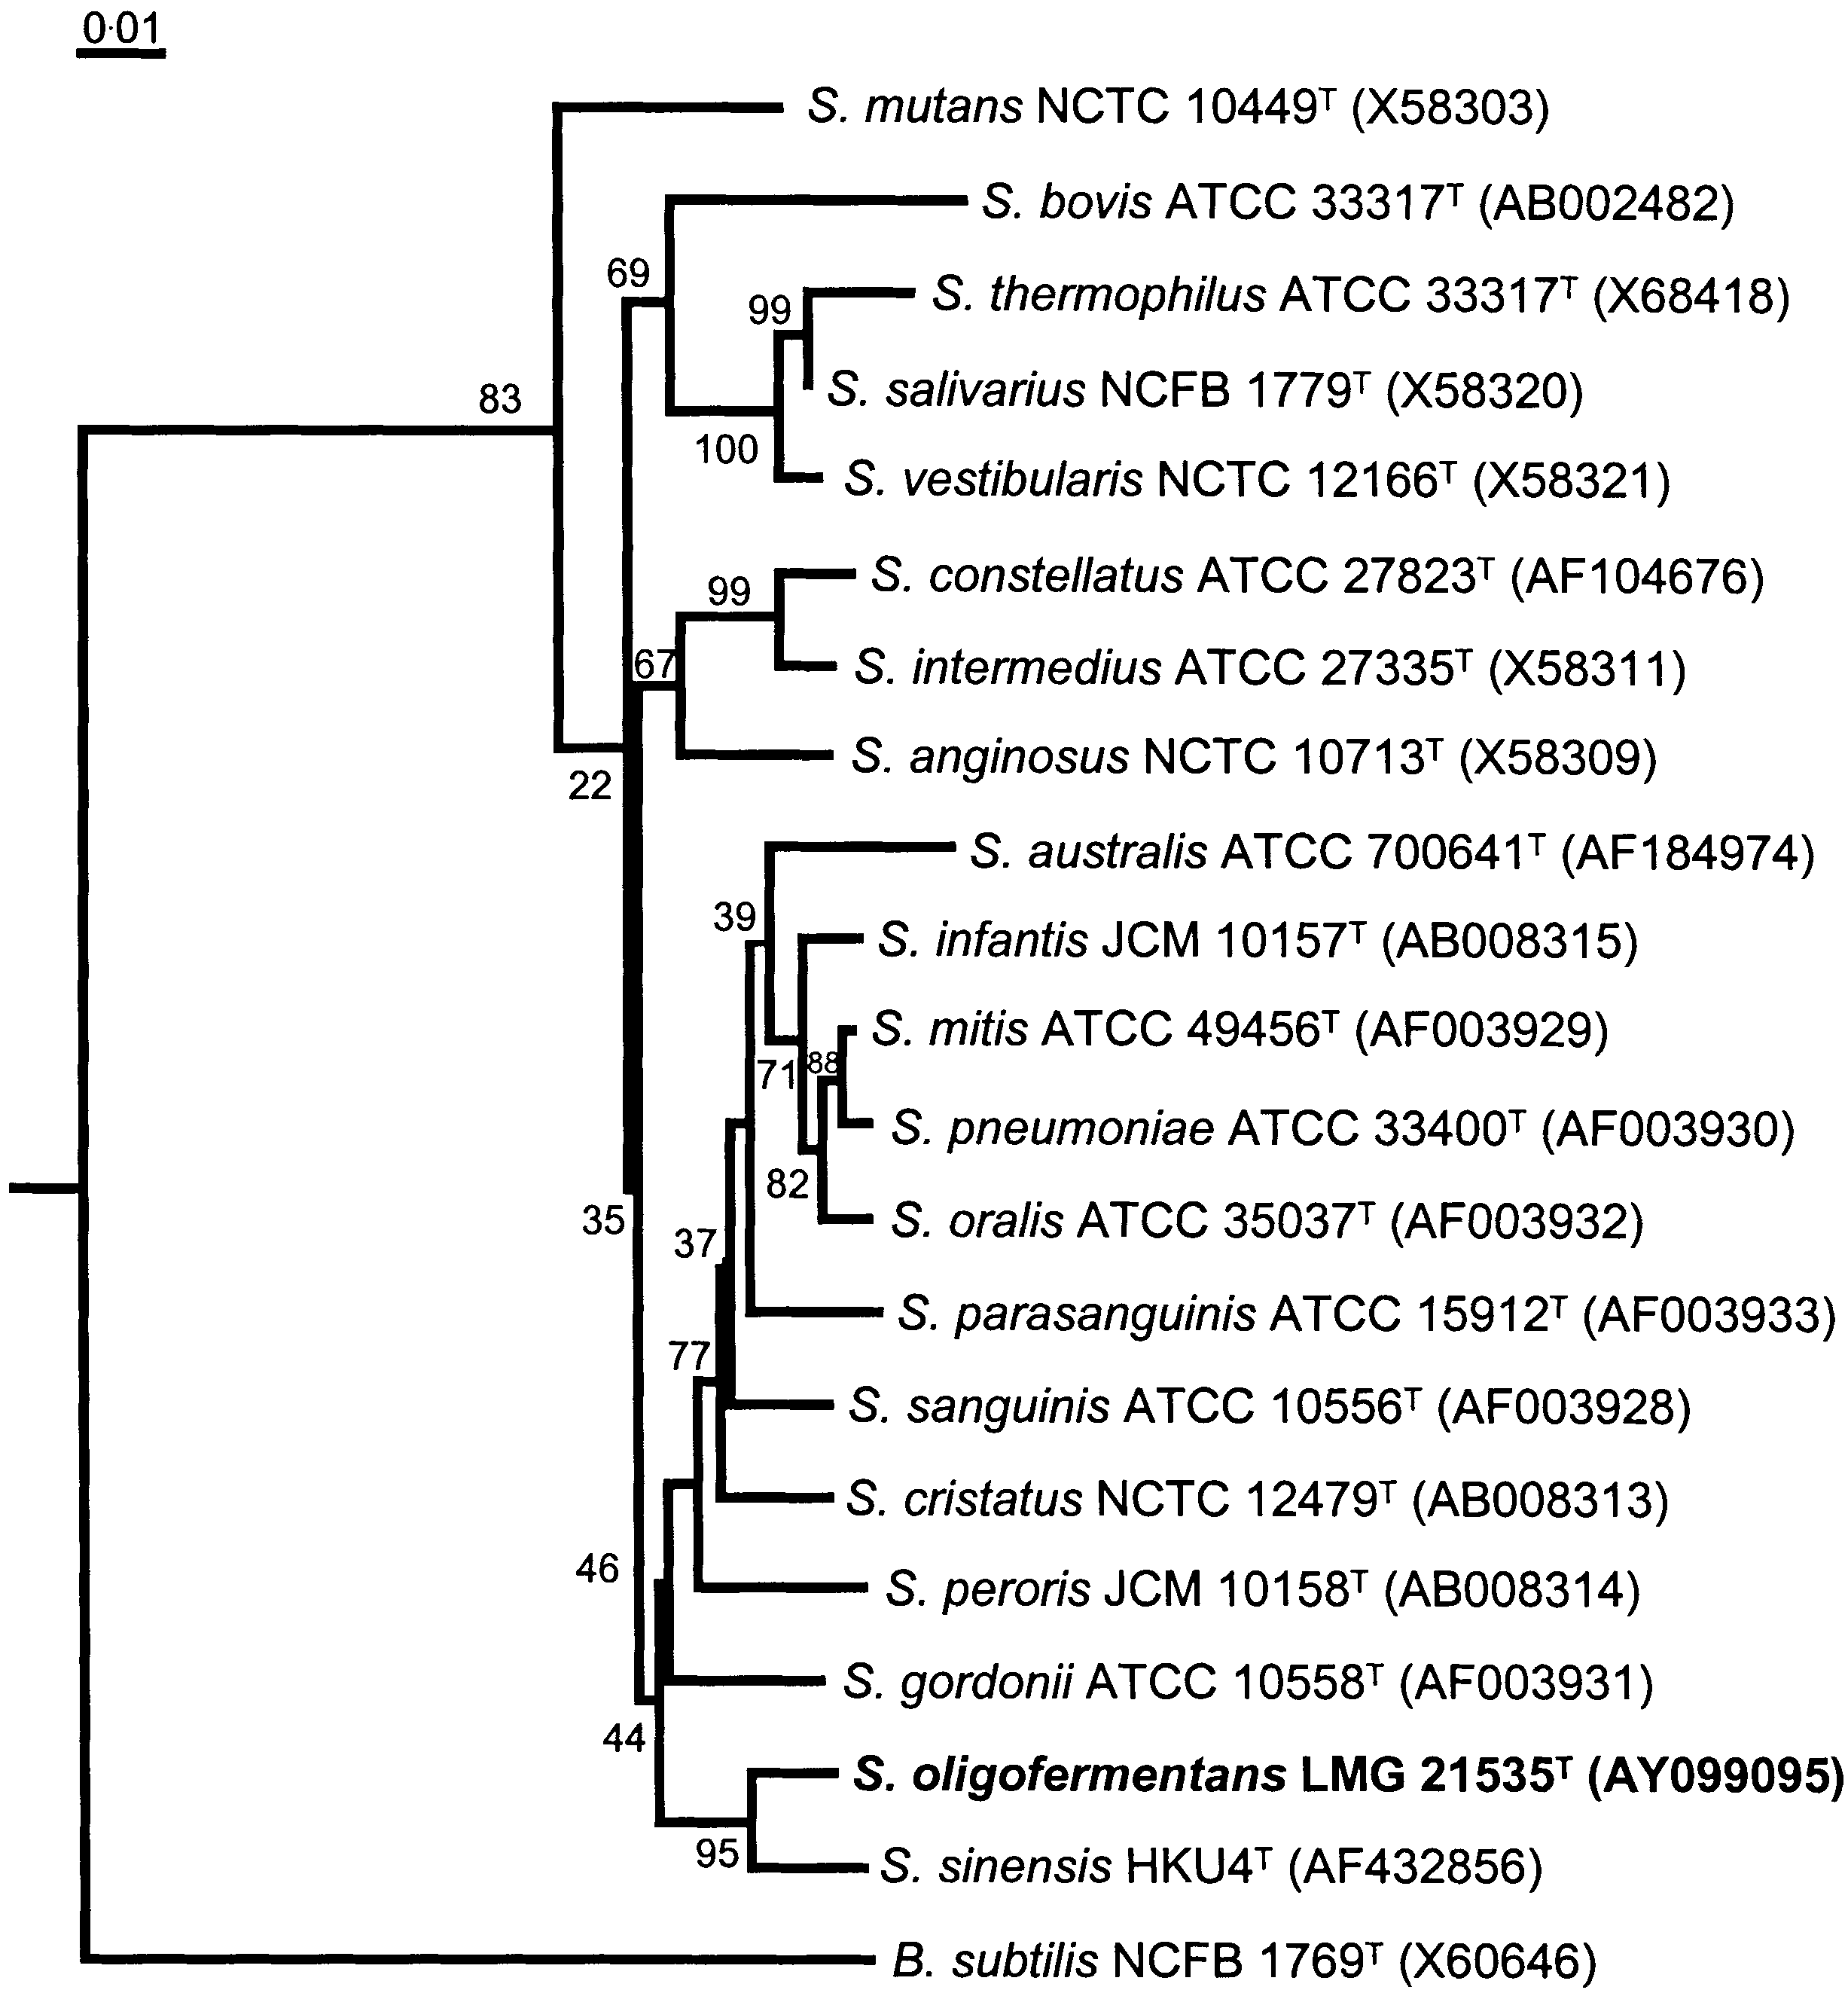 0·01
S. mutans NCTC 10449ᵀ (X58303)
S. bovis ATCC 33317ᵀ (AB002482)
69
S. thermophilus ATCC 33317ᵀ (X68418)
99
S. salivarius NCFB 1779ᵀ (X58320)
83
100
S. vestibularis NCTC 12166ᵀ (X58321)
S. constellatus ATCC 27823ᵀ (AF104676)
99
67
S. intermedius ATCC 27335ᵀ (X58311)
S. anginosus NCTC 10713ᵀ (X58309)
22
S. australis ATCC 700641ᵀ (AF184974)
39
S. infantis JCM 10157ᵀ (AB008315)
S. mitis ATCC 49456ᵀ (AF003929)
71
88
S. pneumoniae ATCC 33400ᵀ (AF003930)
82
35
S. oralis ATCC 35037ᵀ (AF003932)
37
S. parasanguinis ATCC 15912ᵀ (AF003933)
77
S. sanguinis ATCC 10556ᵀ (AF003928)
S. cristatus NCTC 12479ᵀ (AB008313)
46
S. peroris JCM 10158ᵀ (AB008314)
S. gordonii ATCC 10558ᵀ (AF003931)
44
S. oligofermentans LMG 21535ᵀ (AY099095)
95
S. sinensis HKU4ᵀ (AF432856)
B. subtilis NCFB 1769ᵀ (X60646)